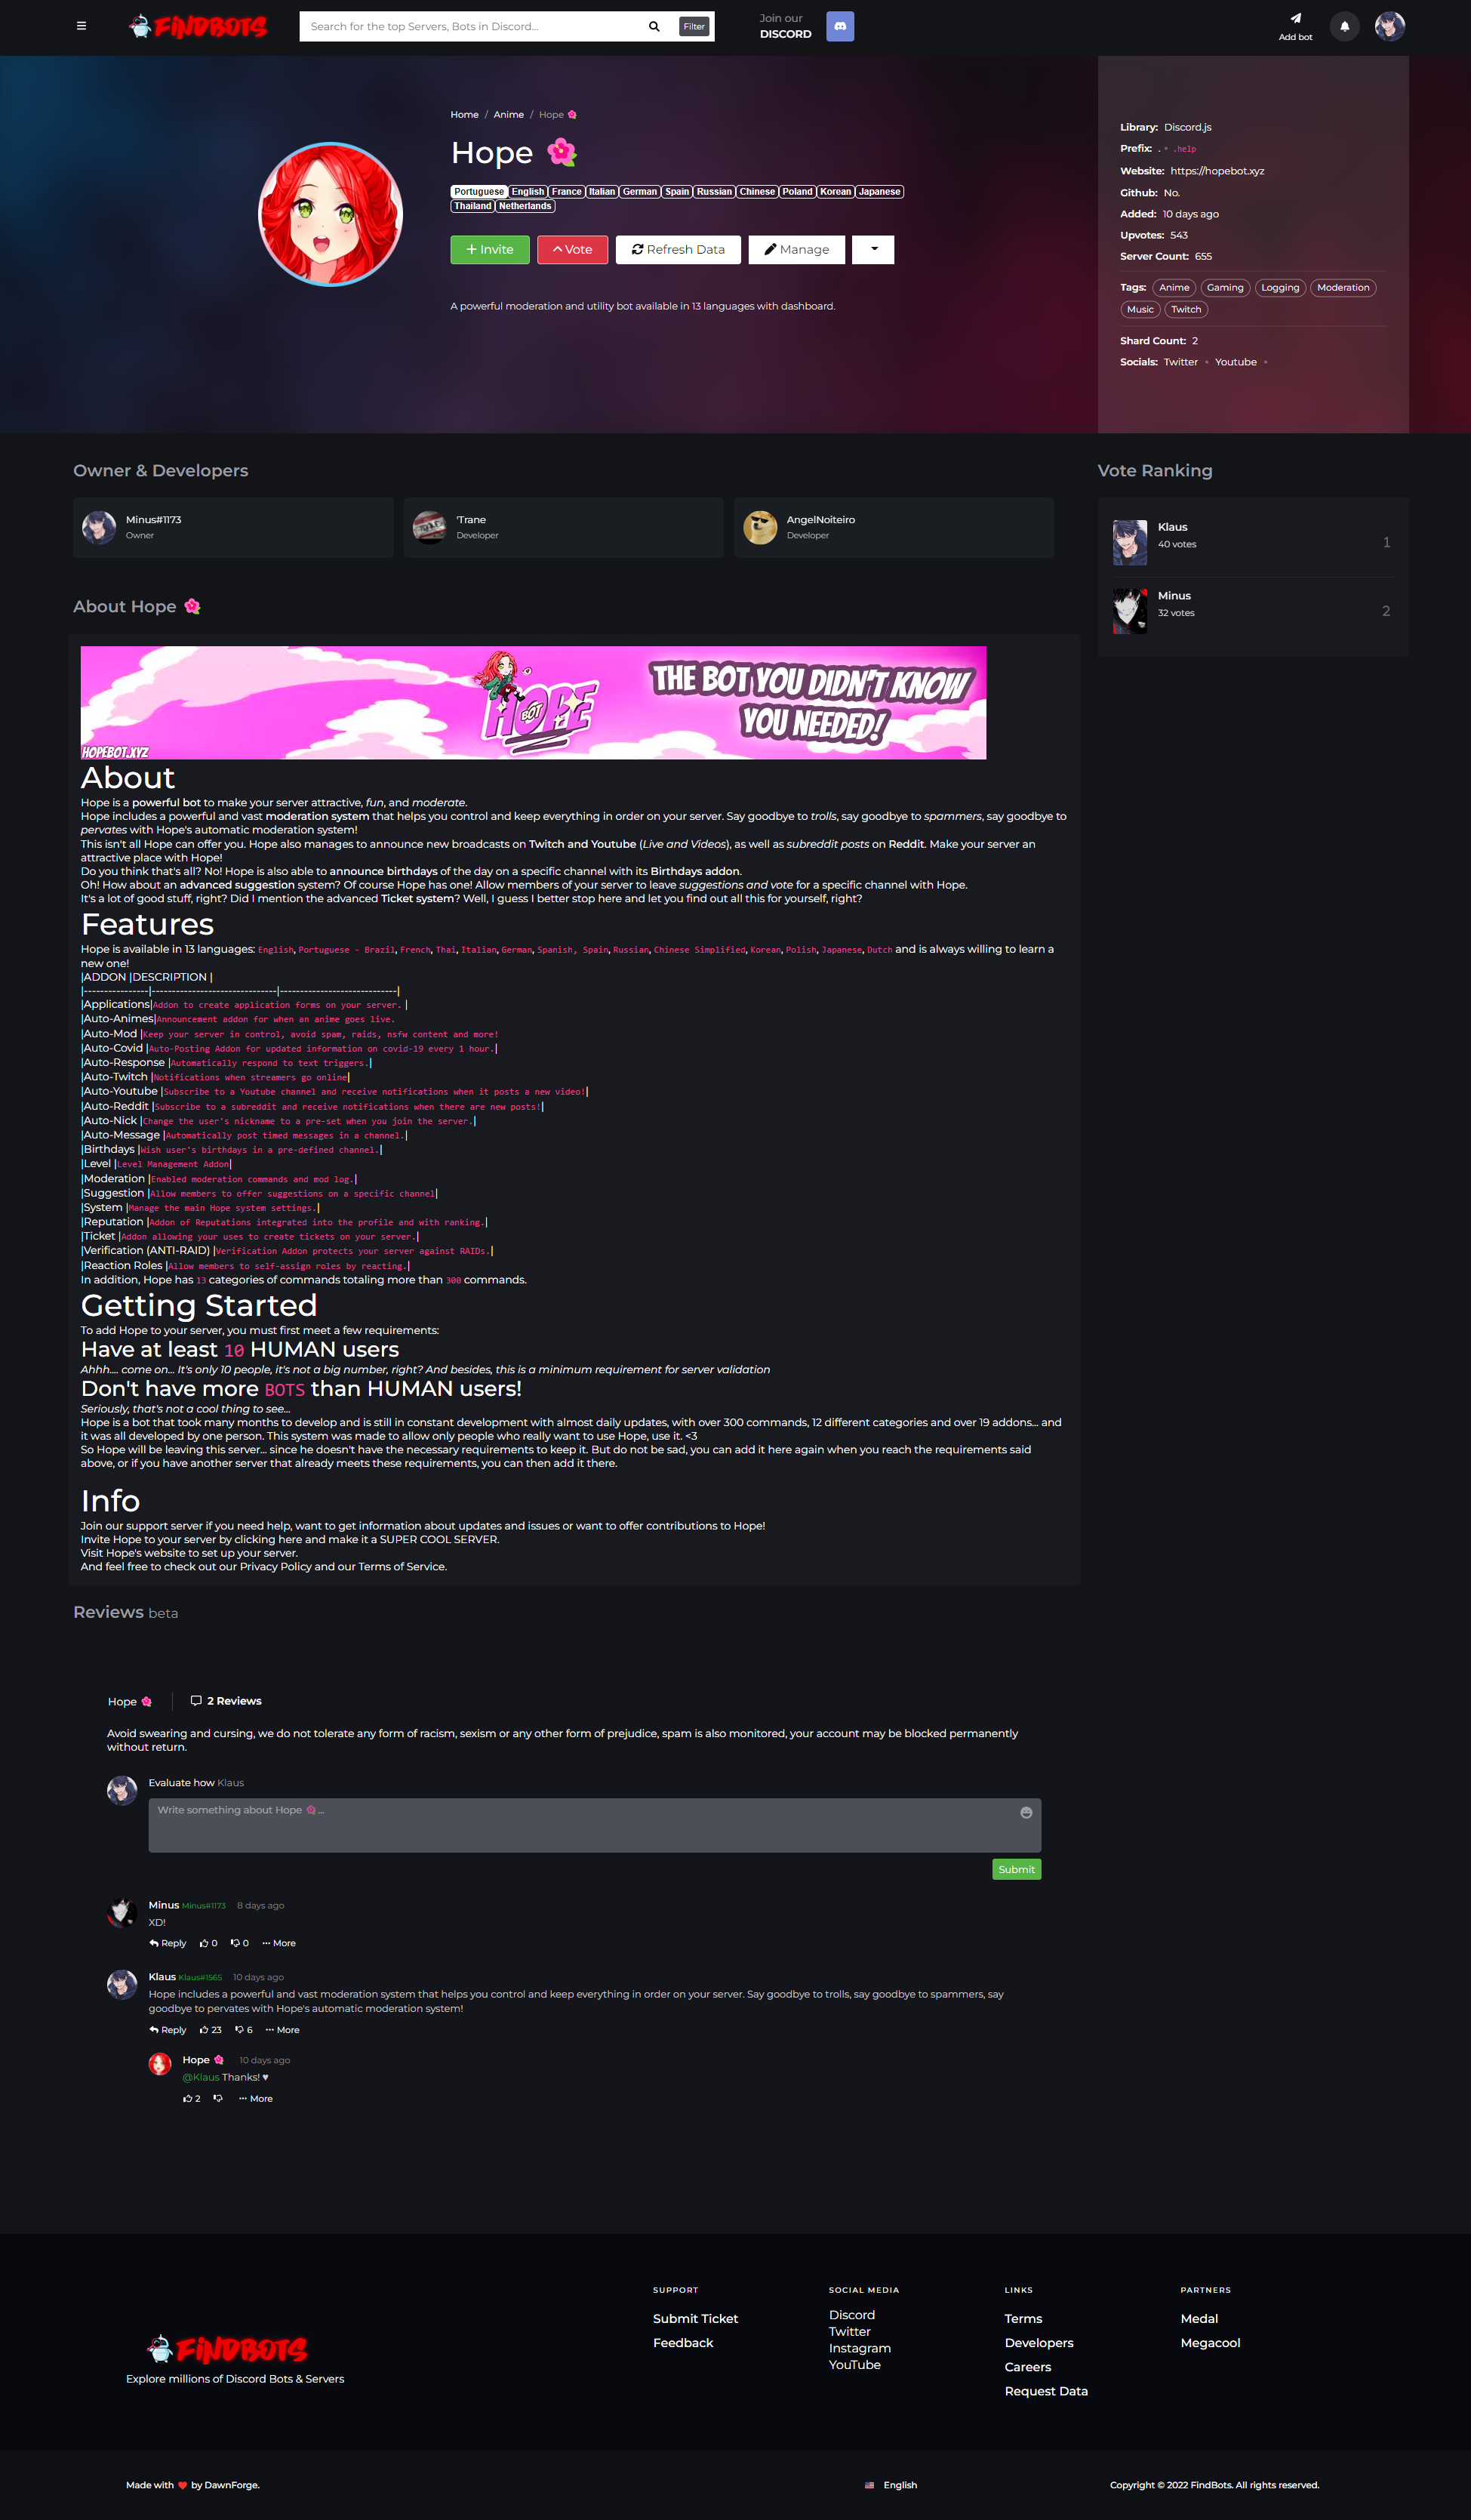 FINDBOTS
Search for the top Servers, Bots in Discord...
Filter
Join our
DISCORD
Add bot
Home / Anime / Hope 🌺
Hope 🌺
Portuguese English France Italian German Spain Russian Chinese Poland Korean Japanese
Thailand Netherlands
+ Invite
Vote
Refresh Data
Manage
A powerful moderation and utility bot available in 13 languages with dashboard.
Library: Discord.js
Prefix: . • .help
Website: https://hopebot.xyz
Github: No.
Added: 10 days ago
Upvotes: 543
Server Count: 655
Tags: Anime Gaming Logging Moderation
Music Twitch
Shard Count: 2
Socials: Twitter • Youtube •
Owner & Developers
Minus#1173
Owner
'Trane
Developer
AngelNoiteiro
Developer
Vote Ranking
Klaus
40 votes
1
Minus
32 votes
2
About Hope 🌺
HOPE
BOT
THE BOT YOU DIDN'T KNOW
YOU NEEDED!
HOPEBOT.XYZ
About
Hope is a powerful bot to make your server attractive, fun, and moderate.
Hope includes a powerful and vast moderation system that helps you control and keep everything in order on your server. Say goodbye to trolls, say goodbye to spammers, say goodbye to
pervates with Hope's automatic moderation system!
This isn't all Hope can offer you. Hope also manages to announce new broadcasts on Twitch and Youtube (Live and Videos), as well as subreddit posts on Reddit. Make your server an
attractive place with Hope!
Do you think that's all? No! Hope is also able to announce birthdays of the day on a specific channel with its Birthdays addon.
Oh! How about an advanced suggestion system? Of course Hope has one! Allow members of your server to leave suggestions and vote for a specific channel with Hope.
It's a lot of good stuff, right? Did I mention the advanced Ticket system? Well, I guess I better stop here and let you find out all this for yourself, right?
Features
Hope is available in 13 languages: English, Portuguese - Brazil, French, Thai, Italian, German, Spanish, Spain, Russian, Chinese Simplified, Korean, Polish, Japanese, Dutch and is always willing to learn a
new one!
|ADDON |DESCRIPTION |
|----------------|-------------------------------|-----------------------------|
|Applications|Addon to create application forms on your server. |
|Auto-Animes|Announcement addon for when an anime goes live.
|Auto-Mod |Keep your server in control, avoid spam, raids, nsfw content and more!
|Auto-Covid |Auto-Posting Addon for updated information on covid-19 every 1 hour.|
|Auto-Response |Automatically respond to text triggers.|
|Auto-Twitch |Notifications when streamers go online|
|Auto-Youtube |Subscribe to a Youtube channel and receive notifications when it posts a new video!|
|Auto-Reddit |Subscribe to a subreddit and receive notifications when there are new posts!|
|Auto-Nick |Change the user's nickname to a pre-set when you join the server.|
|Auto-Message |Automatically post timed messages in a channel.|
|Birthdays |Wish user's birthdays in a pre-defined channel.|
|Level |Level Management Addon|
|Moderation |Enabled moderation commands and mod log.|
|Suggestion |Allow members to offer suggestions on a specific channel|
|System |Manage the main Hope system settings.|
|Reputation |Addon of Reputations integrated into the profile and with ranking.|
|Ticket |Addon allowing your uses to create tickets on your server.|
|Verification (ANTI-RAID) |Verification Addon protects your server against RAIDs.|
|Reaction Roles |Allow members to self-assign roles by reacting.|
In addition, Hope has 13 categories of commands totaling more than 300 commands.
Getting Started
To add Hope to your server, you must first meet a few requirements:
Have at least 10 HUMAN users
Ahhh.... come on... It's only 10 people, it's not a big number, right? And besides, this is a minimum requirement for server validation
Don't have more BOTS than HUMAN users!
Seriously, that's not a cool thing to see...
Hope is a bot that took many months to develop and is still in constant development with almost daily updates, with over 300 commands, 12 different categories and over 19 addons... and
it was all developed by one person. This system was made to allow only people who really want to use Hope, use it. <3
So Hope will be leaving this server... since he doesn't have the necessary requirements to keep it. But do not be sad, you can add it here again when you reach the requirements said
above, or if you have another server that already meets these requirements, you can then add it there.
Info
Join our support server if you need help, want to get information about updates and issues or want to offer contributions to Hope!
Invite Hope to your server by clicking here and make it a SUPER COOL SERVER.
Visit Hope's website to set up your server.
And feel free to check out our Privacy Policy and our Terms of Service.
Reviews beta
Hope 🌺
2 Reviews
Avoid swearing and cursing, we do not tolerate any form of racism, sexism or any other form of prejudice, spam is also monitored, your account may be blocked permanently
without return.
Evaluate how Klaus
Write something about Hope 🌺...
Submit
Minus Minus#1173 8 days ago
XD!
Reply 0 0 ··· More
Klaus Klaus#1565 10 days ago
Hope includes a powerful and vast moderation system that helps you control and keep everything in order on your server. Say goodbye to trolls, say goodbye to spammers, say
goodbye to pervates with Hope's automatic moderation system!
Reply 23 6 ··· More
Hope 🌺 10 days ago
@Klaus Thanks! ♥
2 ··· More
FINDBOTS
Explore millions of Discord Bots & Servers
SUPPORT
Submit Ticket
Feedback
SOCIAL MEDIA
Discord
Twitter
Instagram
YouTube
LINKS
Terms
Developers
Careers
Request Data
PARTNERS
Medal
Megacool
Made with ❤ by DawnForge.
English
Copyright © 2022 FindBots. All rights reserved.